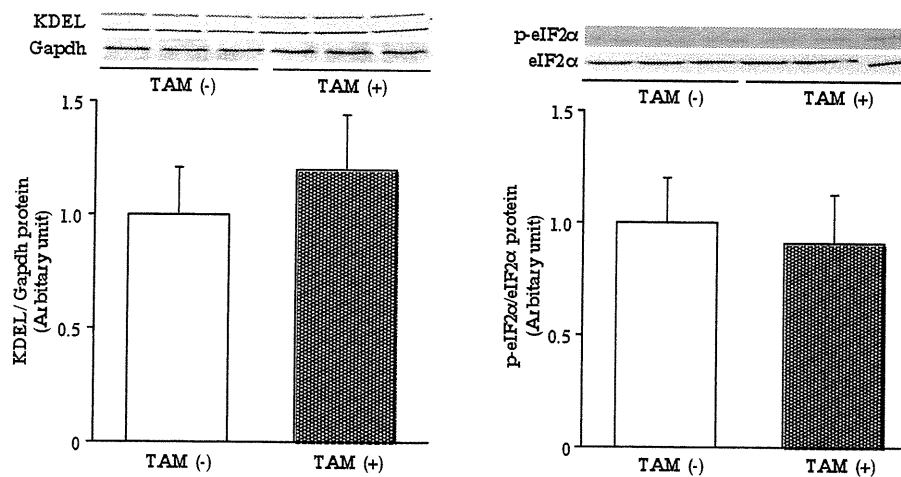 KDEL
Gapdh
TAM (-)
TAM (+)
1.5
1.0
0.5
0
KDEL/ Gapdh protein
(Arbitary unit)
TAM (-)
TAM (+)
p-eIF2α
eIF2α
TAM (-)
TAM (+)
1.5
1.0
0.5
0
p-eIF2α/eIF2α protein
(Arbitary unit)
TAM (-)
TAM (+)